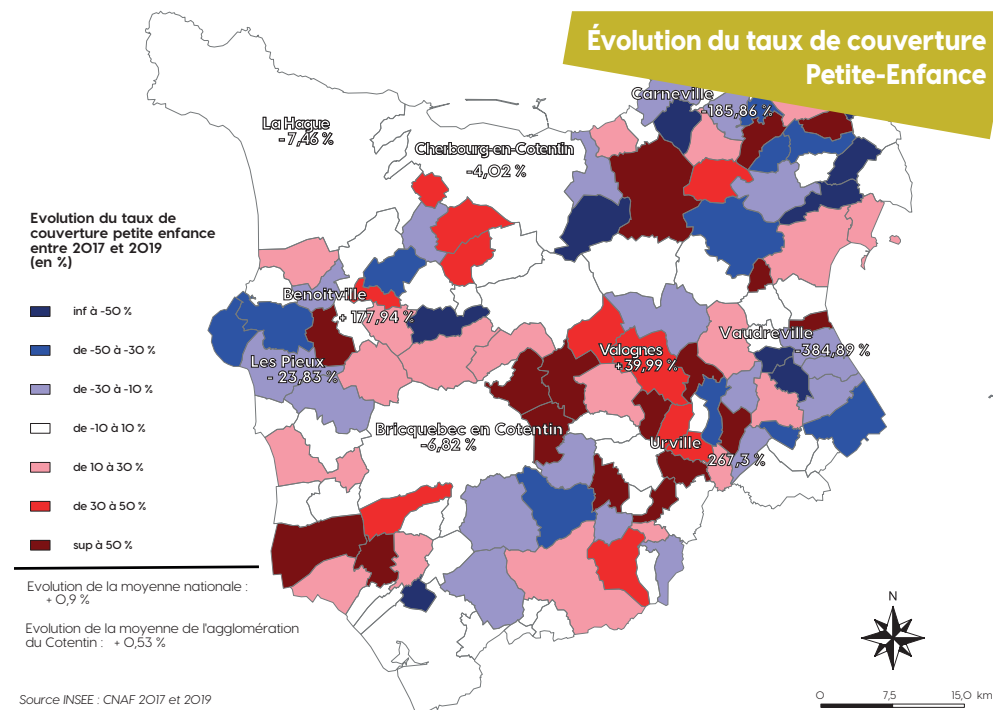 Évolution du taux de couverture
Petite-Enfance
Carneville
-185,86 %
La Hague
-7,46 %
Cherbourg-en-Cotentin
-4,02 %
Evolution du taux de
couverture petite enfance
entre 2017 et 2019
(en %)
inf à -50 %
de -50 à -30 %
de -30 à -10 %
de -10 à 10 %
de 10 à 30 %
de 30 à 50 %
sup à 50 %
Benoitville
+ 177,94 %
Les Pieux
- 23,83 %
Valognes
+39,99 %
Vaudreville
-384,89 %
Bricquebec en Cotentin
-6,82 %
Urville
267,3 %
Evolution de la moyenne nationale :
+ 0,9 %
Evolution de la moyenne de l'agglomération
du Cotentin : + 0,53 %
Source INSEE : CNAF 2017 et 2019
N
0 7,5 15,0 km